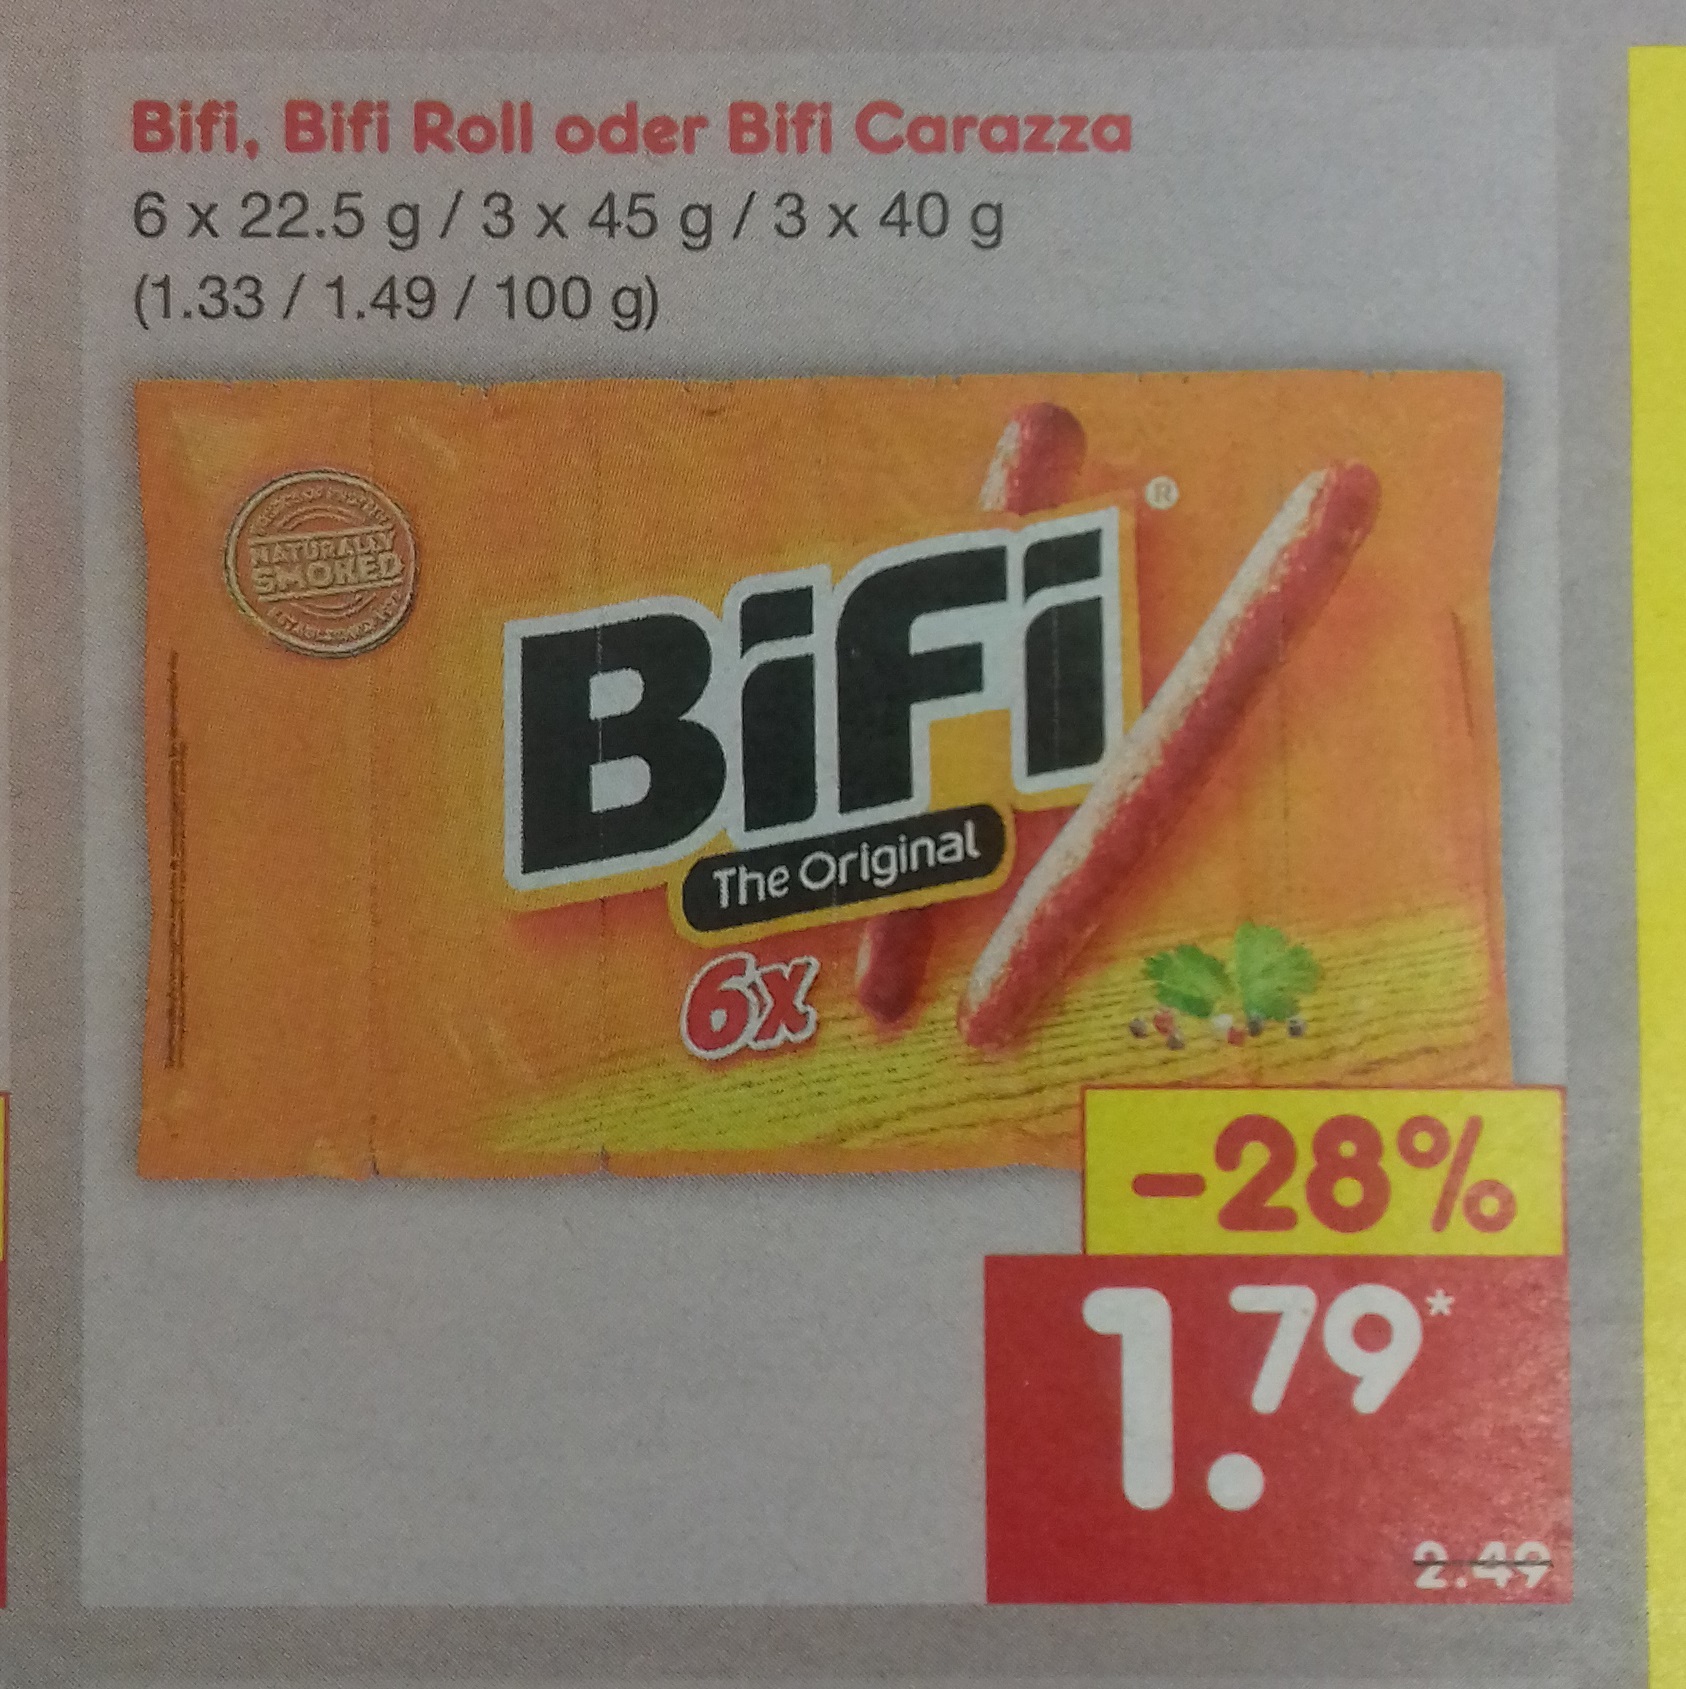 Bifi, Bifi Roll oder Bifi Carazza
6 x 22.5 g / 3 x 45 g / 3 x 40 g
(1.33 / 1.49 / 100 g)
NATURALLY
SMOKED
BiFi®
The Original
6x
-28%
1.79*
2.49